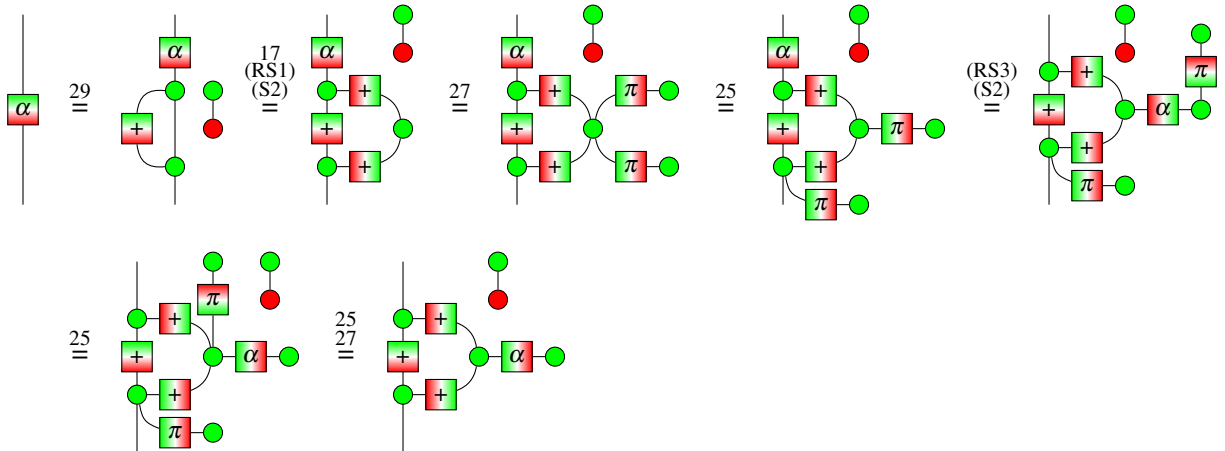 α
29
=
α
+
17
(RS1)
(S2)
=
α
+
+
+
27
=
α
+
+
+
π
π
25
=
α
+
+
+
π
π
(RS3)
(S2)
=
+
+
+
α
π
π
25
=
+
+
+
π
α
π
25
27
=
+
+
+
α